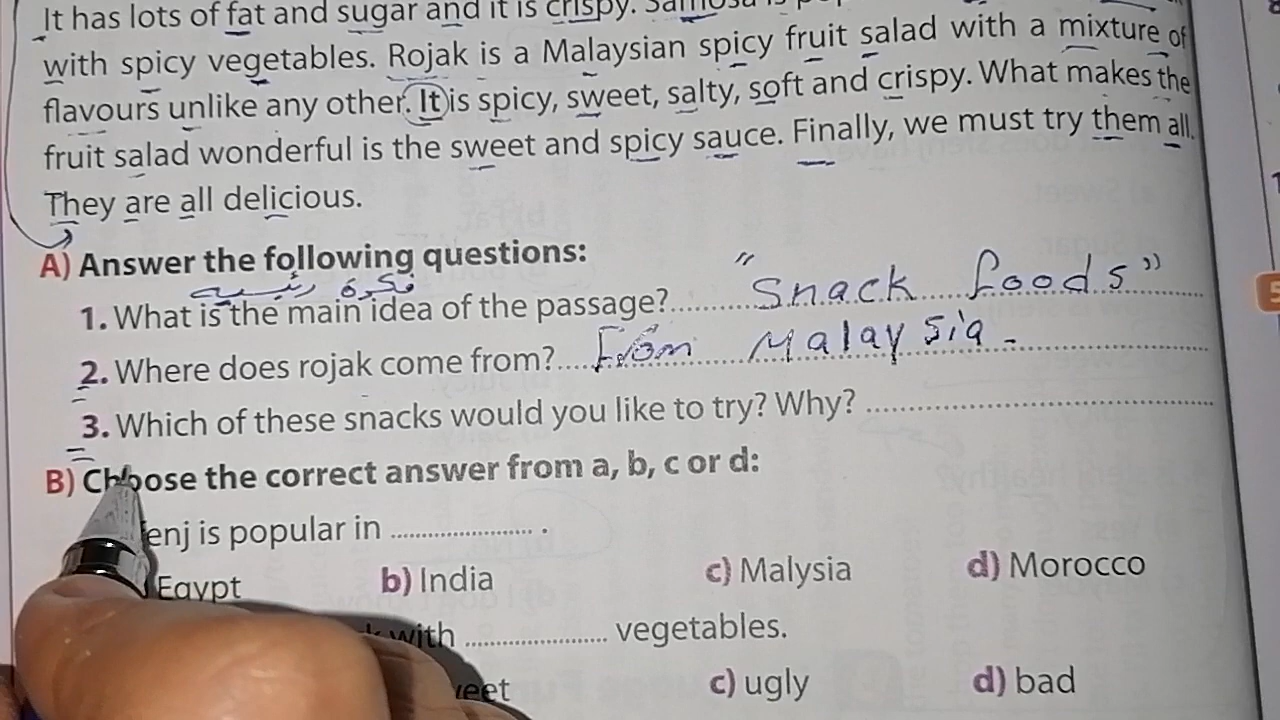 It has lots of fat and sugar and it is crispy. Samosa is
with spicy vegetables. Rojak is a Malaysian spicy fruit salad with a mixture of
flavours unlike any other. It is spicy, sweet, salty, soft and crispy. What makes the
fruit salad wonderful is the sweet and spicy sauce. Finally, we must try them all.
They are all delicious.
A) Answer the following questions:
فكرة رئيسية
1. What is the main idea of the passage? "Snack foods"
2. Where does rojak come from? From Malaysia.
3. Which of these snacks would you like to try? Why?
B) Choose the correct answer from a, b, c or d:
enj is popular in .
Egypt b) India c) Malysia d) Morocco
with vegetables.
c) ugly d) bad